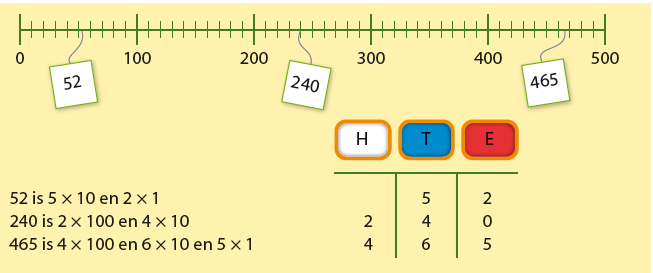 0 100 200 300 400 500
52 240 465
H T E
52 is 5 × 10 en 2 × 1 5 2
240 is 2 × 100 en 4 × 10 2 4 0
465 is 4 × 100 en 6 × 10 en 5 × 1 4 6 5